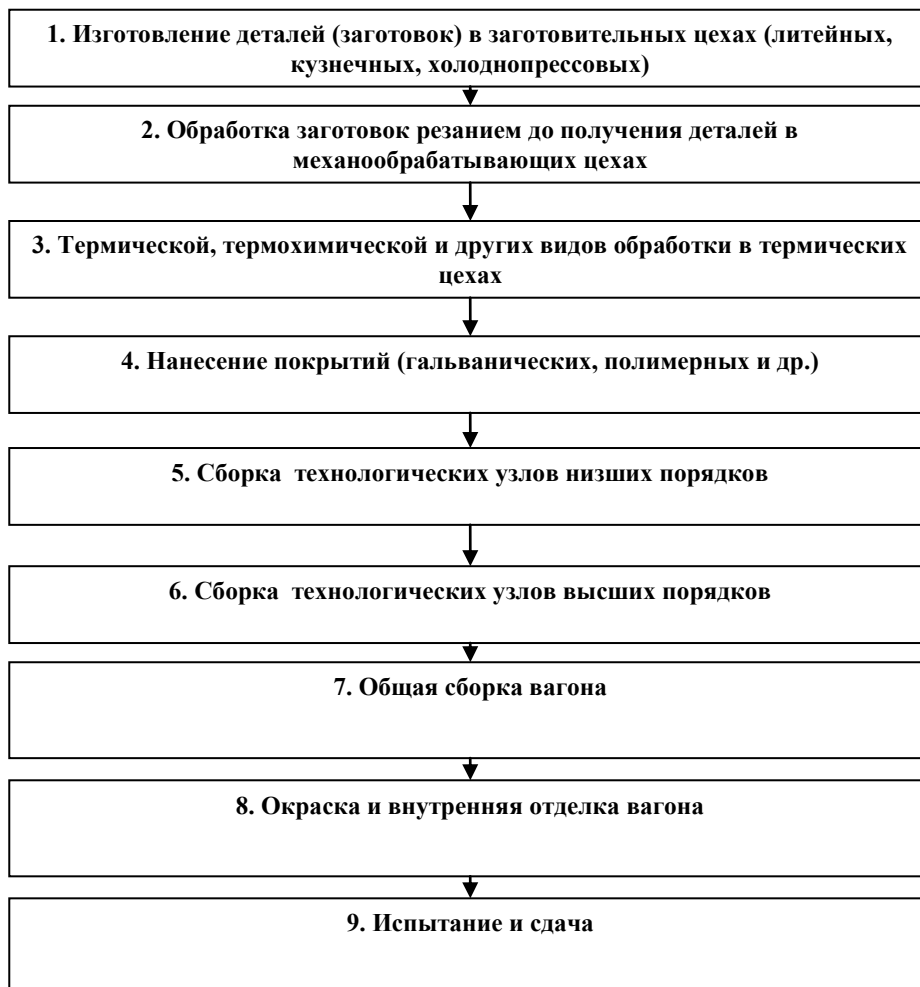 1. Изготовление деталей (заготовок) в заготовительных цехах (литейных,
кузнечных, холоднопрессовых)
2. Обработка заготовок резанием до получения деталей в
механообрабатывающих цехах
3. Термической, термохимической и других видов обработки в термических
цехах
4. Нанесение покрытий (гальванических, полимерных и др.)
5. Сборка технологических узлов низших порядков
6. Сборка технологических узлов высших порядков
7. Общая сборка вагона
8. Окраска и внутренняя отделка вагона
9. Испытание и сдача